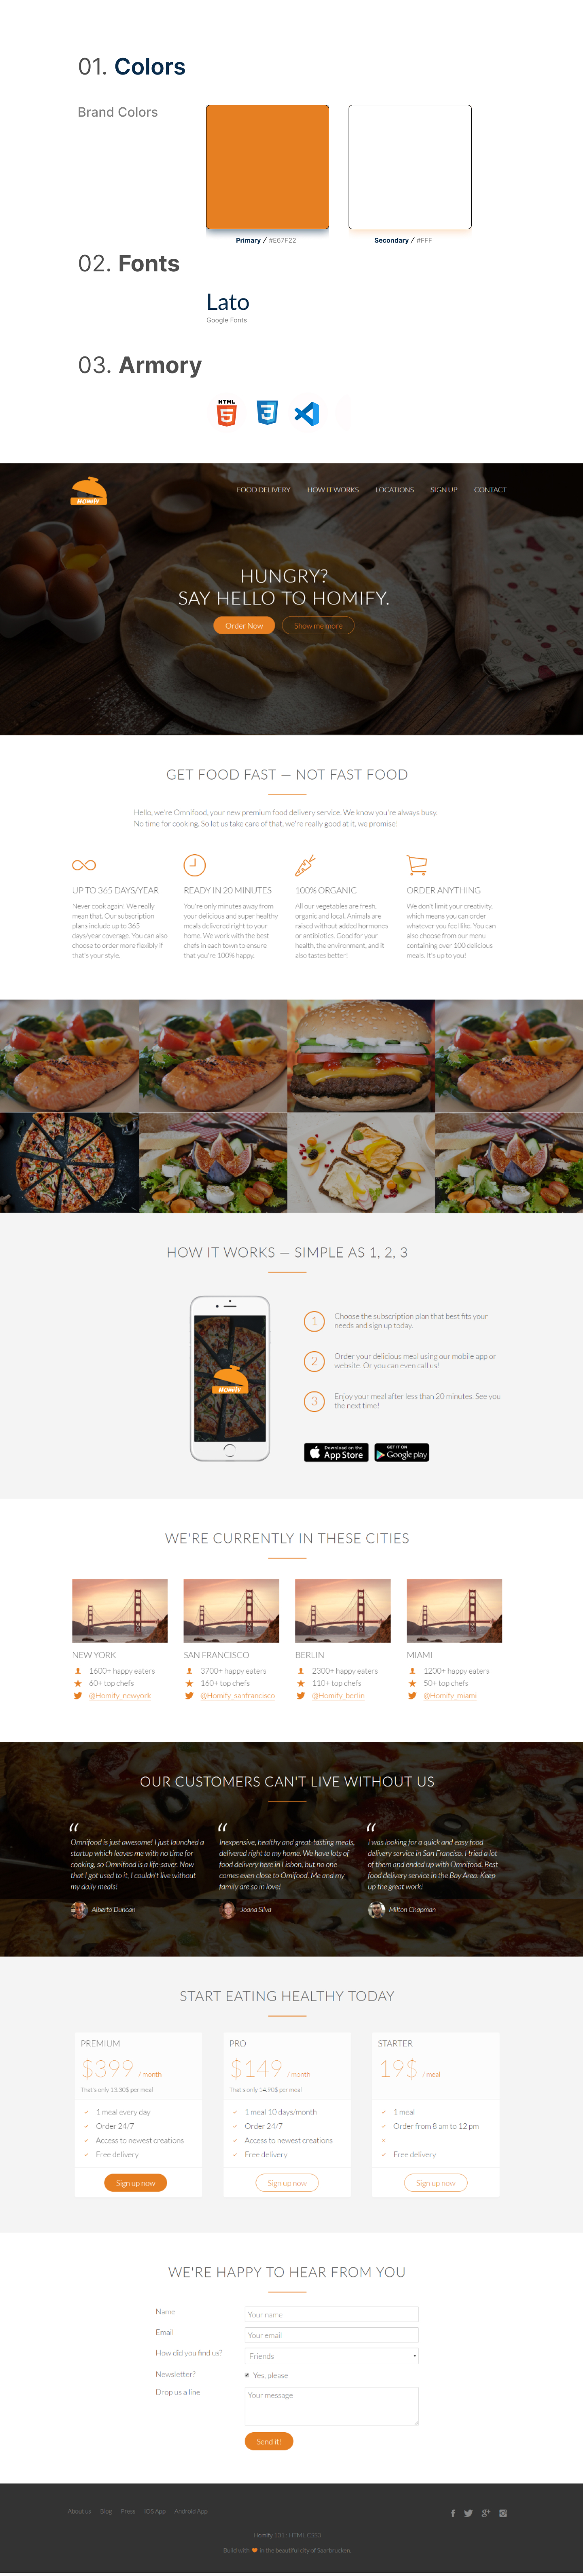 01. Colors
Brand Colors
Primary / #E67F22
Secondary / #FFF
02. Fonts
Lato
Google Fonts
03. Armory
HTML
5
3
HOMIFY
FOOD DELIVERY HOW IT WORKS LOCATIONS SIGN UP CONTACT
HUNGRY?
SAY HELLO TO HOMIFY.
Order Now Show me more
GET FOOD FAST — NOT FAST FOOD
Hello, we're Omnifood, your new premium food delivery service. We know you're always busy.
No time for cooking. So let us take care of that, we're really good at it, we promise!
UP TO 365 DAYS/YEAR
Never cook again! We really
mean that. Our subscription
plans include up to 365
days/year coverage. You can also
choose to order more flexibly if
that's your style.
READY IN 20 MINUTES
You're only minutes away from
your delicious and super healthy
meals delivered right to your
home. We work with the best
chefs in each town to ensure
that you're 100% happy.
100% ORGANIC
All our vegetables are fresh,
organic and local. Animals are
raised without added hormones
or antibiotics. Good for your
health, the environment, and it
also tastes better!
ORDER ANYTHING
We don't limit your creativity,
which means you can order
whatever you feel like. You can
also choose from our menu
containing over 100 delicious
meals. It's up to you!
HOW IT WORKS — SIMPLE AS 1, 2, 3
HOMIFY
1 Choose the subscription plan that best fits your
needs and sign up today.
2 Order your delicious meal using our mobile app or
website. Or you can even call us!
3 Enjoy your meal after less than 20 minutes. See you
the next time!
Download on the
App Store
GET IT ON
Google play
WE'RE CURRENTLY IN THESE CITIES
NEW YORK
1600+ happy eaters
60+ top chefs
@Homify_newyork
SAN FRANCISCO
3700+ happy eaters
160+ top chefs
@Homify_sanfrancisco
BERLIN
2300+ happy eaters
110+ top chefs
@Homify_berlin
MIAMI
1200+ happy eaters
50+ top chefs
@Homify_miami
OUR CUSTOMERS CAN'T LIVE WITHOUT US
“
Omnifood is just awesome! I just launched a
startup which leaves me with no time for
cooking, so Omnifood is a life-saver. Now
that I got used to it, I couldn't live without
my daily meals!
Alberto Duncan
“
Inexpensive, healthy and great-tasting meals,
delivered right to my home. We have lots of
food delivery here in Lisbon, but no one
comes even close to Omifood. Me and my
family are so in love!
Joana Silva
“
I was looking for a quick and easy food
delivery service in San Franciso. I tried a lot
of them and ended up with Omnifood. Best
food delivery service in the Bay Area. Keep
up the great work!
Milton Chapman
START EATING HEALTHY TODAY
PREMIUM
$399 / month
That's only 13.30$ per meal
1 meal every day
Order 24/7
Access to newest creations
Free delivery
Sign up now
PRO
$149 / month
That's only 14.90$ per meal
1 meal 10 days/month
Order 24/7
Access to newest creations
Free delivery
Sign up now
STARTER
19$ / meal
1 meal
Order from 8 am to 12 pm
Free delivery
Sign up now
WE'RE HAPPY TO HEAR FROM YOU
Name Your name
Email Your email
How did you find us? Friends
Newsletter? Yes, please
Drop us a line Your message
Send it!
About us Blog Press iOS App Android App
Homify 101 : HTML CSS3
Build with in the beautiful city of Saarbrucken.